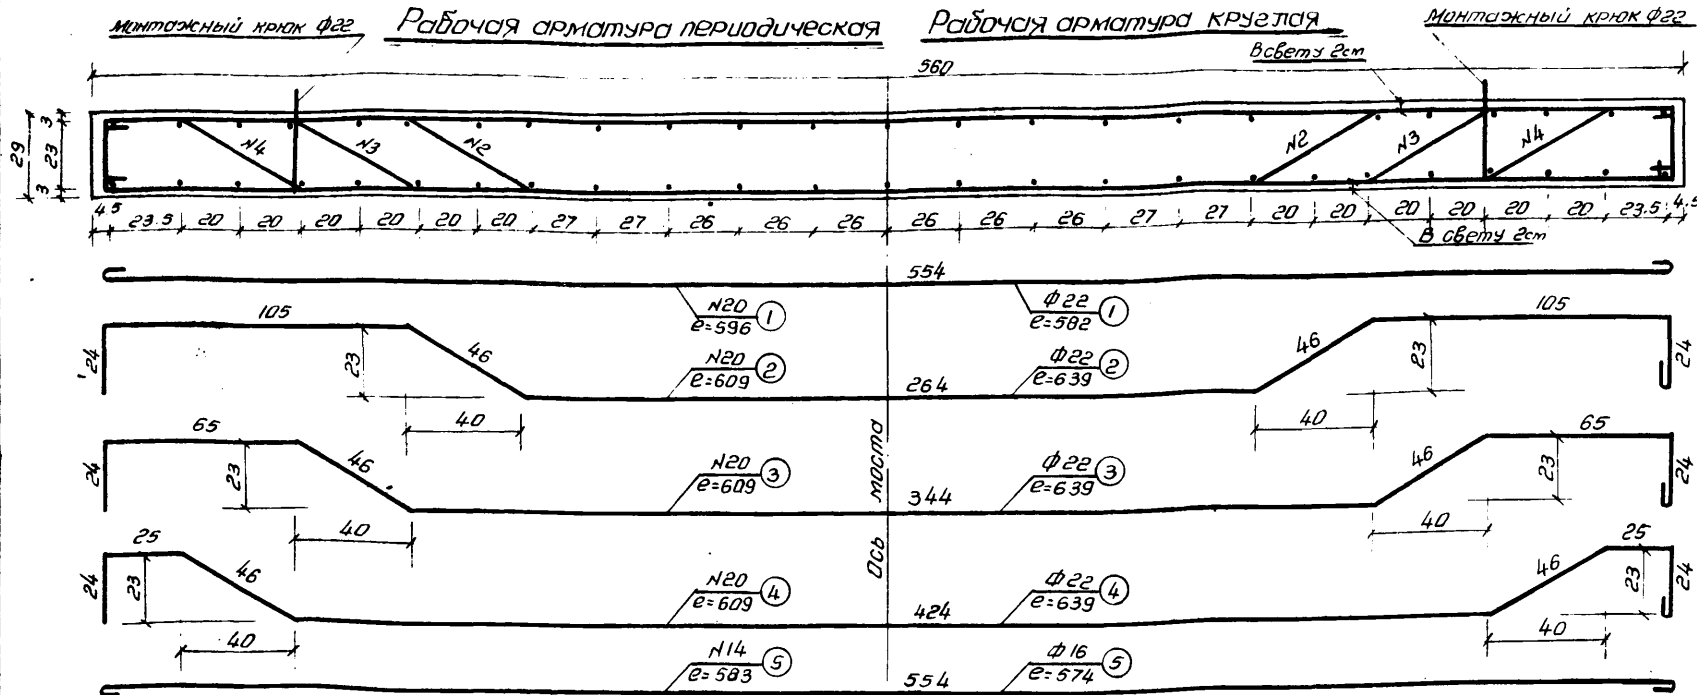 монтажный крюк ф22 Рабочая арматура периодическая Рабочая арматура круглая Монтажный крюк ф22
В свету 2см
560
29 3 23 3 N4 N3 N2 N2 N3 N4
4.5 23.5 20 20 20 20 20 27 27 26 26 26 26 26 26 27 27 20 20 20 20 20 20 23.5 4.5
В свету 2см
554
N20 ф22
е=596 1 е=582 1
105 105
24 23 46 46 23 24
N20 ф22
е=609 2 е=639 2
264
40 40
65 65
24 23 46 46 23 24
N20 ф22
е=609 3 е=639 3
344
Ось моста
40 40
25 25
24 23 46 46 23 24
N20 ф22
е=609 4 е=639 4
424
40 40
N14 ф16
е=583 5 е=574 5
554